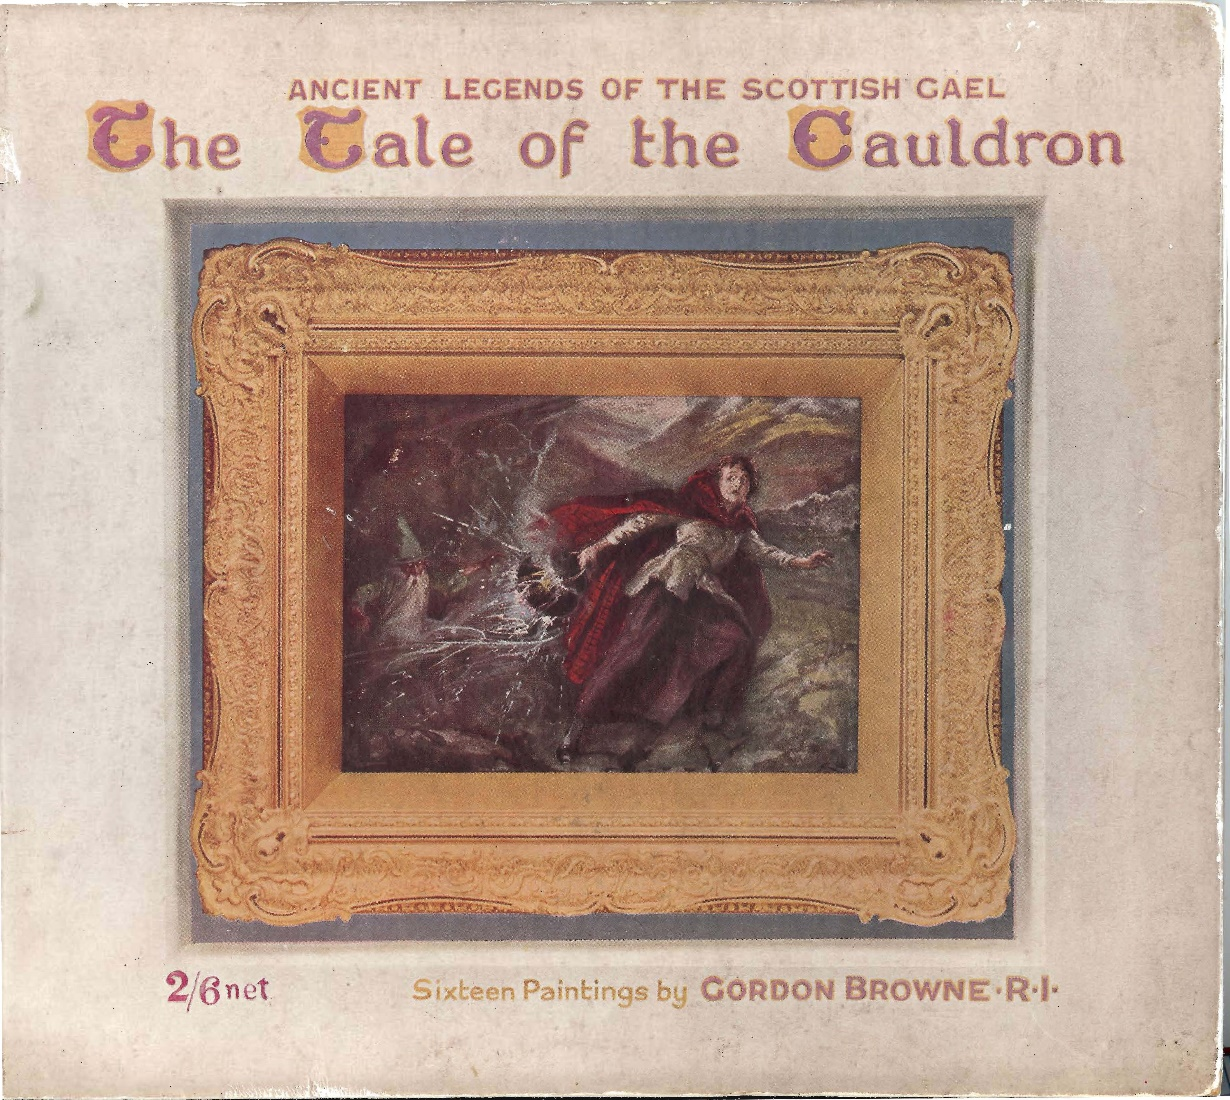 ANCIENT LEGENDS OF THE SCOTTISH GAEL
The Tale of the Cauldron
2/6 net
Sixteen Paintings by GORDON BROWNE·R·I·